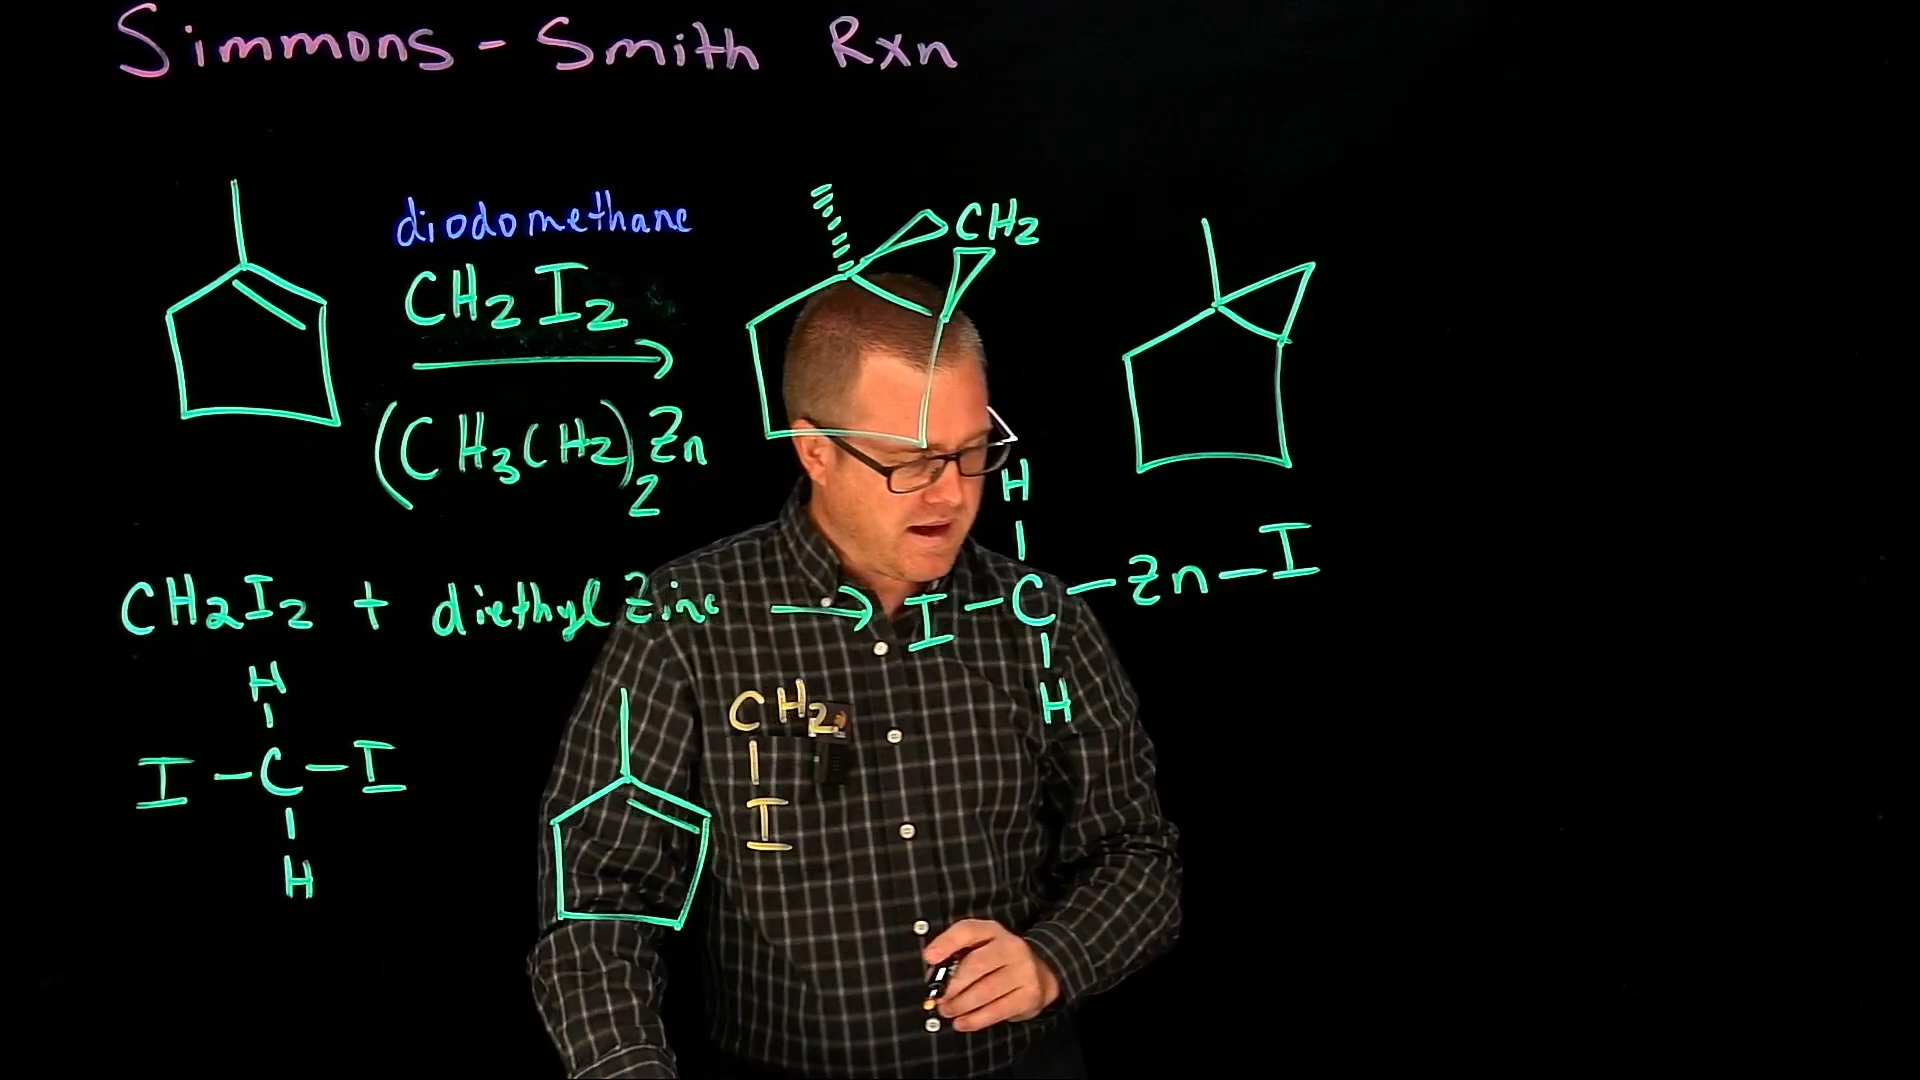 Simmons - Smith Rxn
diodomethane
CH2I2
(CH3CH2)2Zn
CH2
CH2I2 + diethyl Zinc → I-C-Zn-I
H
H
H
I-C-I
H
CH2
I